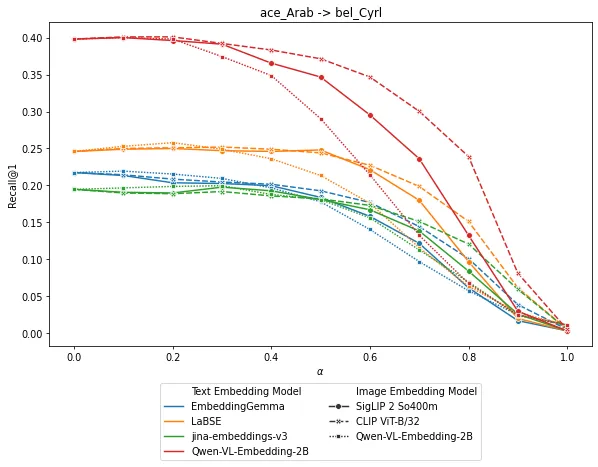 ace_Arab -> bel_Cyrl
Recall@1
0.40
0.35
0.30
0.25
0.20
0.15
0.10
0.05
0.00
0.0 0.2 0.4 0.6 0.8 1.0
α
Text Embedding Model Image Embedding Model
EmbeddingGemma SigLIP 2 So400m
LaBSE CLIP ViT-B/32
jina-embeddings-v3 Qwen-VL-Embedding-2B
Qwen-VL-Embedding-2B